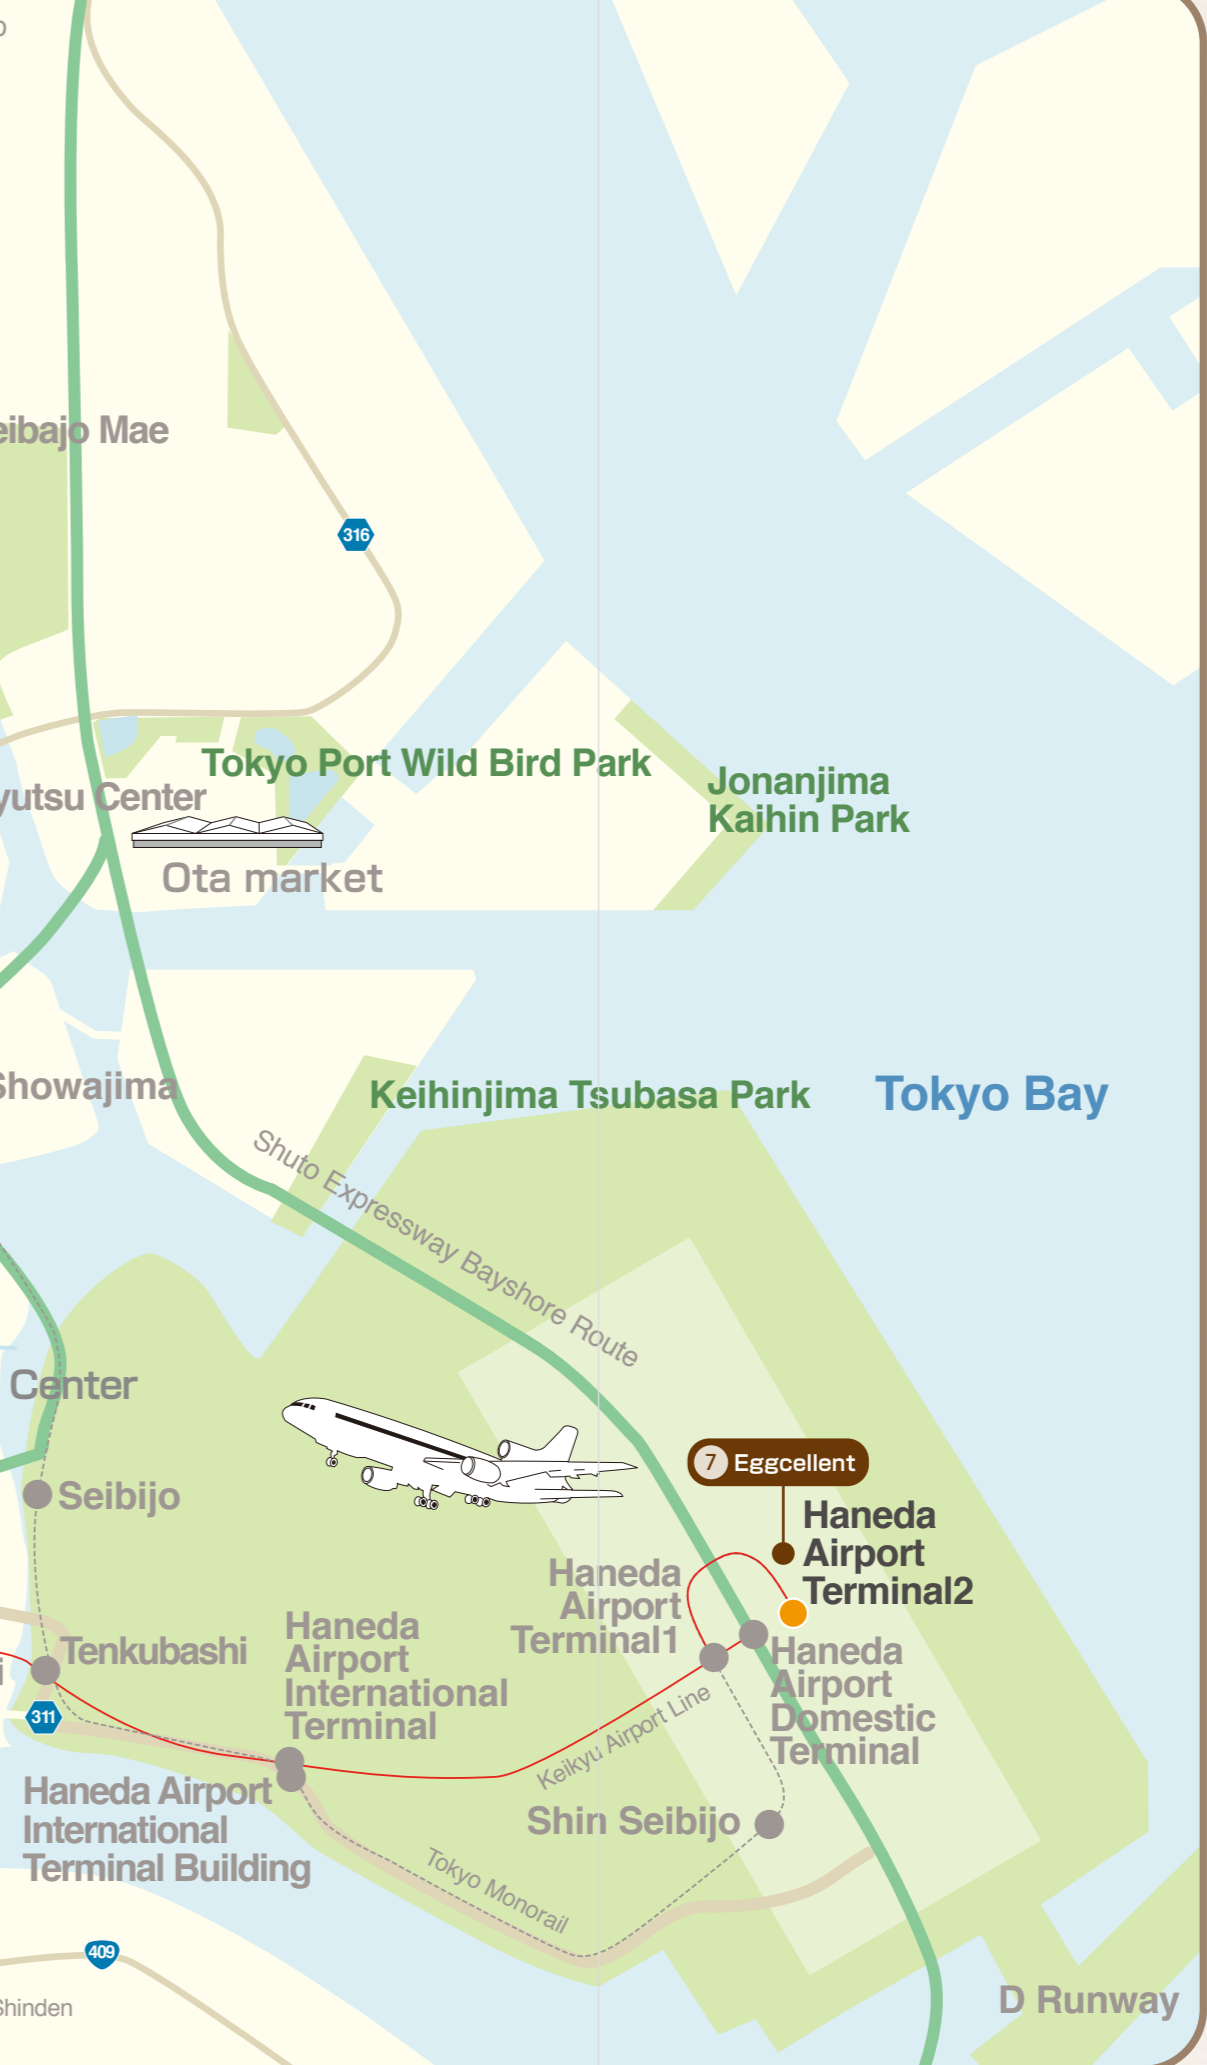 eibajo Mae
316
Tokyo Port Wild Bird Park
Jonanjima
Kaihin Park
yutsu Center
Ota market
Showajima
Keihinjima Tsubasa Park
Tokyo Bay
Shuto Expressway Bayshore Route
Center
7 Eggcellent
Seibijo
Haneda
Airport
Terminal2
Haneda
Airport
Terminal1
Tenkubashi
i
Haneda
Airport
International
Terminal
Haneda
Airport
Domestic
Terminal
311
Keikyu Airport Line
Haneda Airport
International
Terminal Building
Shin Seibijo
Tokyo Monorail
409
Shinden
D Runway